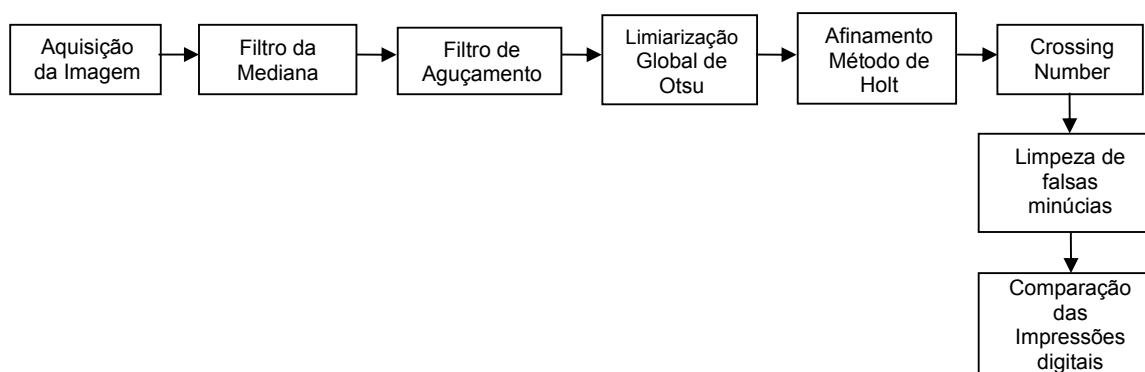 Aquisição
da Imagem
Filtro da
Mediana
Filtro de
Aguçamento
Limiarização
Global de
Otsu
Afinamento
Método de
Holt
Crossing
Number
Limpeza de
falsas
minúcias
Comparação
das
Impressões
digitais